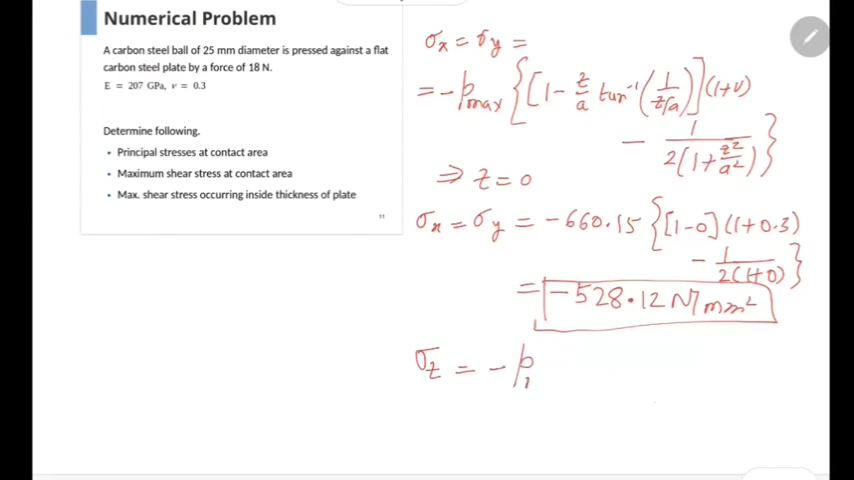 Numerical Problem
A carbon steel ball of 25 mm diameter is pressed against a flat
carbon steel plate by a force of 18 N.
E = 207 GPa, ν = 0.3
Determine following.
• Principal stresses at contact area
• Maximum shear stress at contact area
• Max. shear stress occurring inside thickness of plate
11
σx = σy =
= -pmax {[1 - z/a tan⁻¹(1/(z/a))](1+ν)
- 1/(2(1+z²/a²))}
⇒ z = 0
σx = σy = -660.15 {[1-0](1+0.3)
- 1/(2(1+0))}
= -528.12 N/mm²
σz = -p